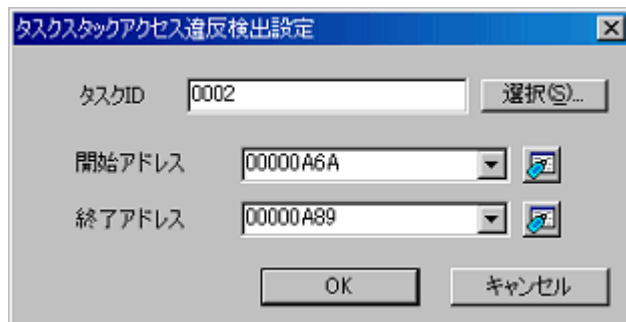 タスクスタックアクセス違反検出設定
タスクID 0002 選択(S)...
開始アドレス 00000A6A
終了アドレス 00000A89
OK キャンセル